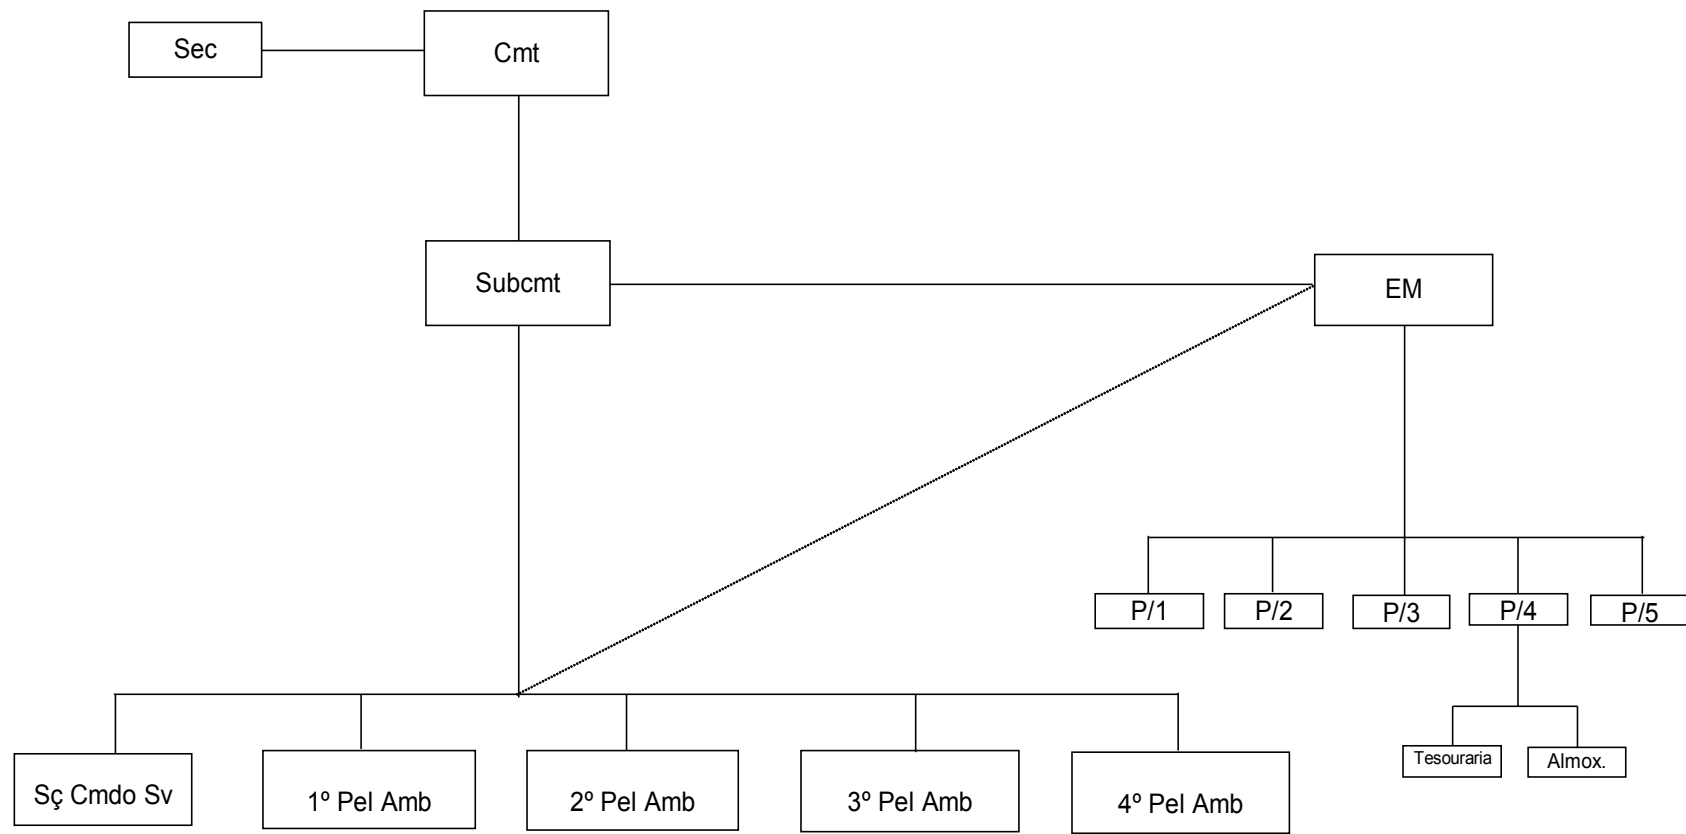 Sec
Cmt
Subcmt
EM
P/1
P/2
P/3
P/4
P/5
Tesouraria
Almox.
Sç Cmdo Sv
1º Pel Amb
2º Pel Amb
3º Pel Amb
4º Pel Amb